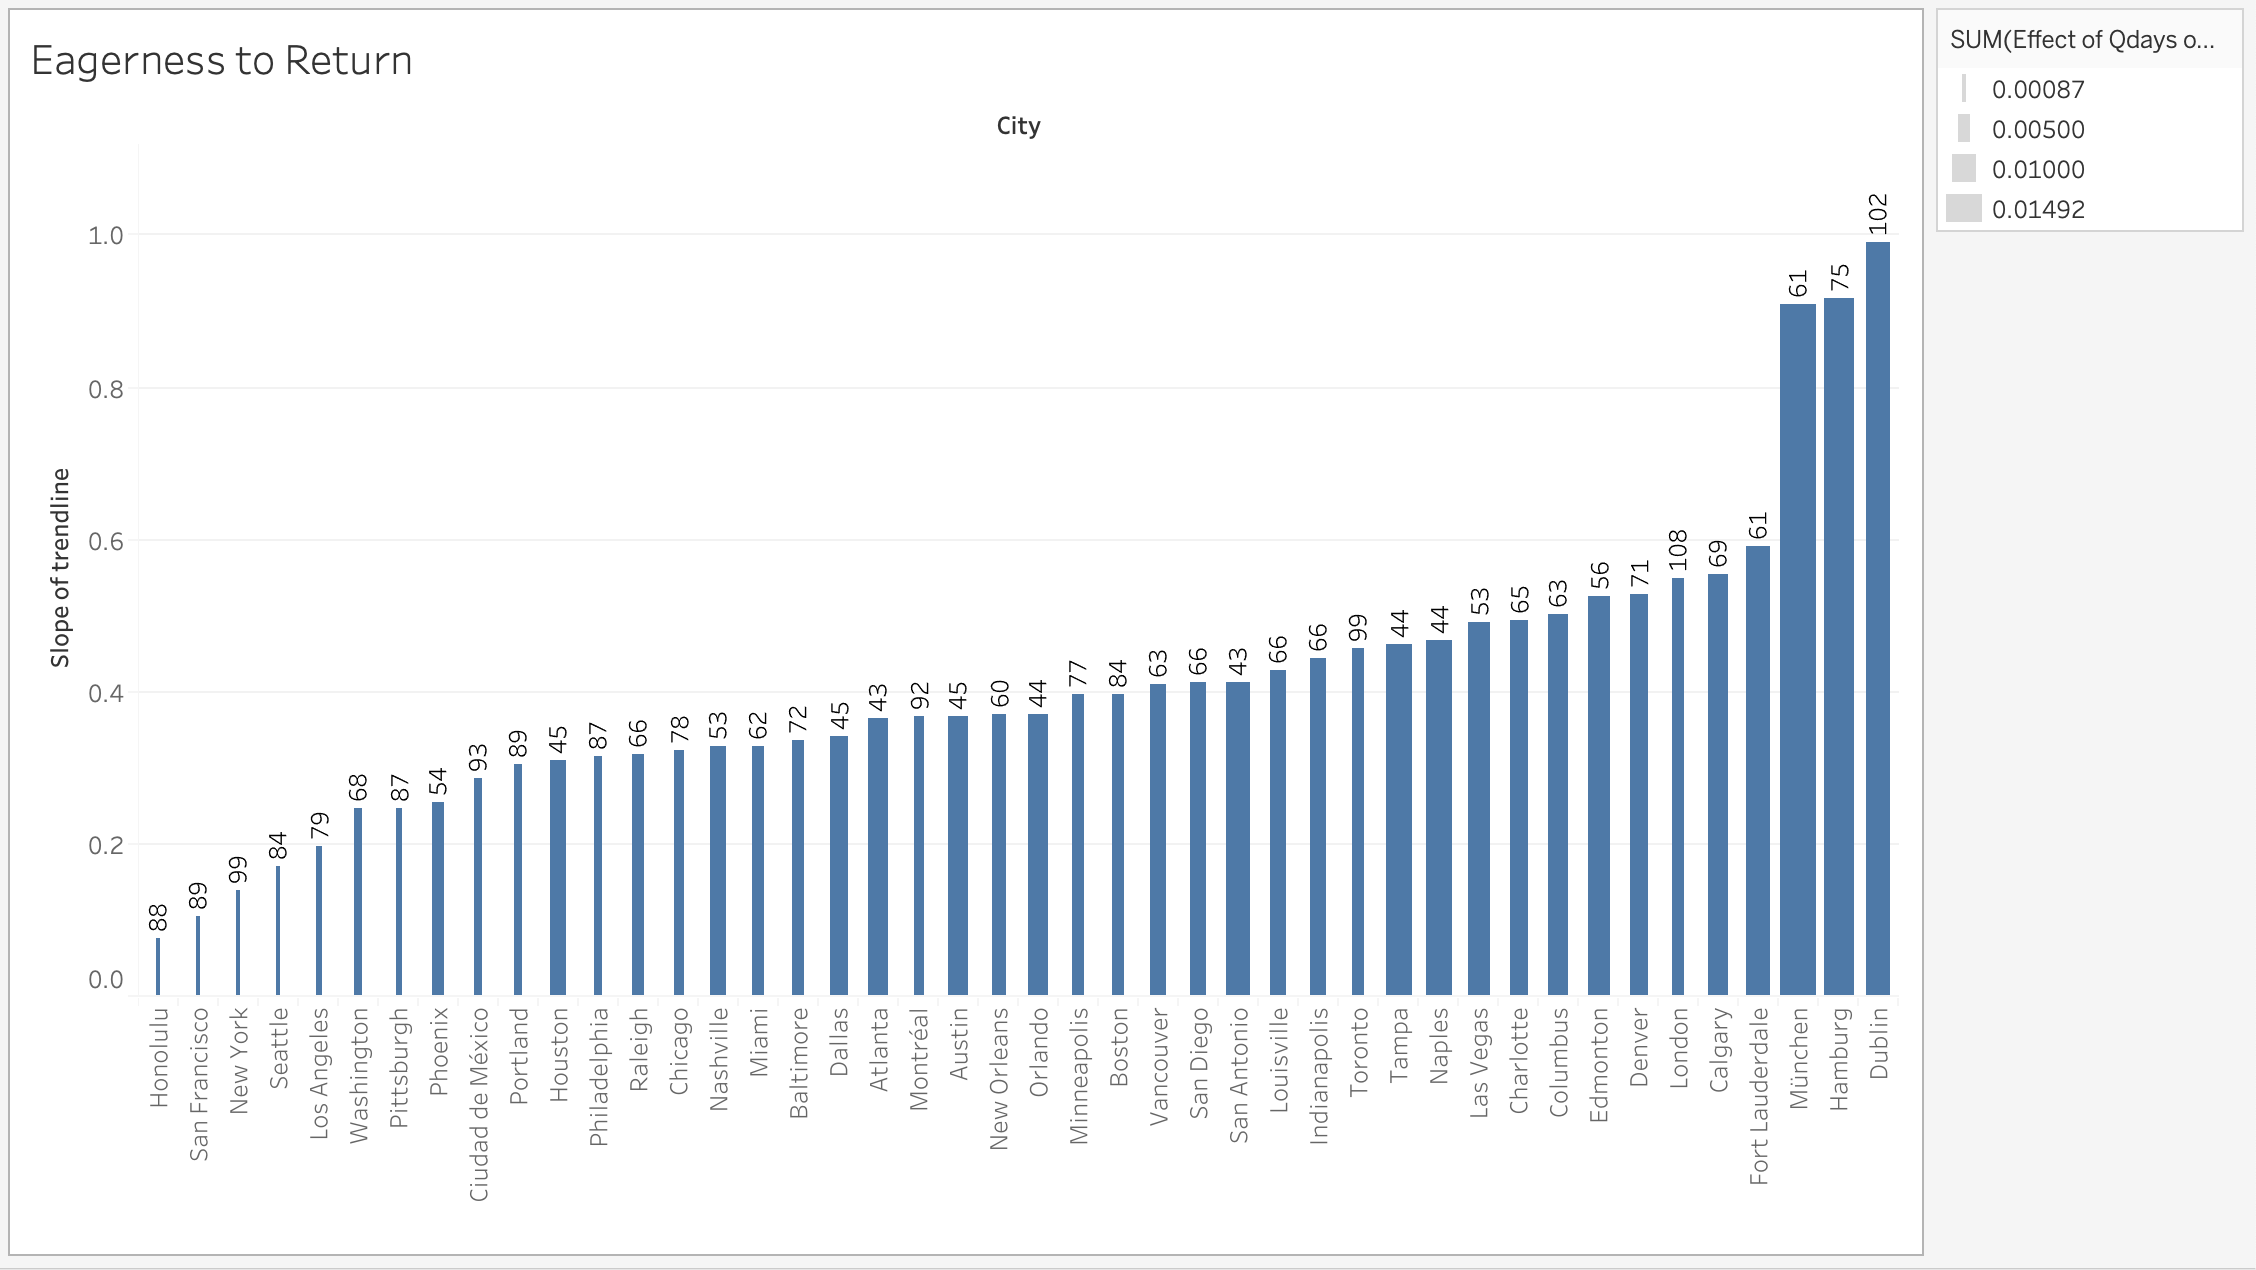 Eagerness to Return
City
Slope of trendline
1.0
0.8
0.6
0.4
0.2
0.0
88
89
99
84
79
68
87
54
93
89
45
87
66
78
53
62
72
45
43
92
45
60
44
77
84
63
66
43
66
66
99
44
44
53
65
63
56
71
108
69
61
61
75
102
Honolulu
San Francisco
New York
Seattle
Los Angeles
Washington
Pittsburgh
Phoenix
Ciudad de México
Portland
Houston
Philadelphia
Raleigh
Chicago
Nashville
Miami
Baltimore
Dallas
Atlanta
Montréal
Austin
New Orleans
Orlando
Minneapolis
Boston
Vancouver
San Diego
San Antonio
Louisville
Indianapolis
Toronto
Tampa
Naples
Las Vegas
Charlotte
Columbus
Edmonton
Denver
London
Calgary
Fort Lauderdale
München
Hamburg
Dublin
SUM(Effect of Qdays o...
0.00087
0.00500
0.01000
0.01492